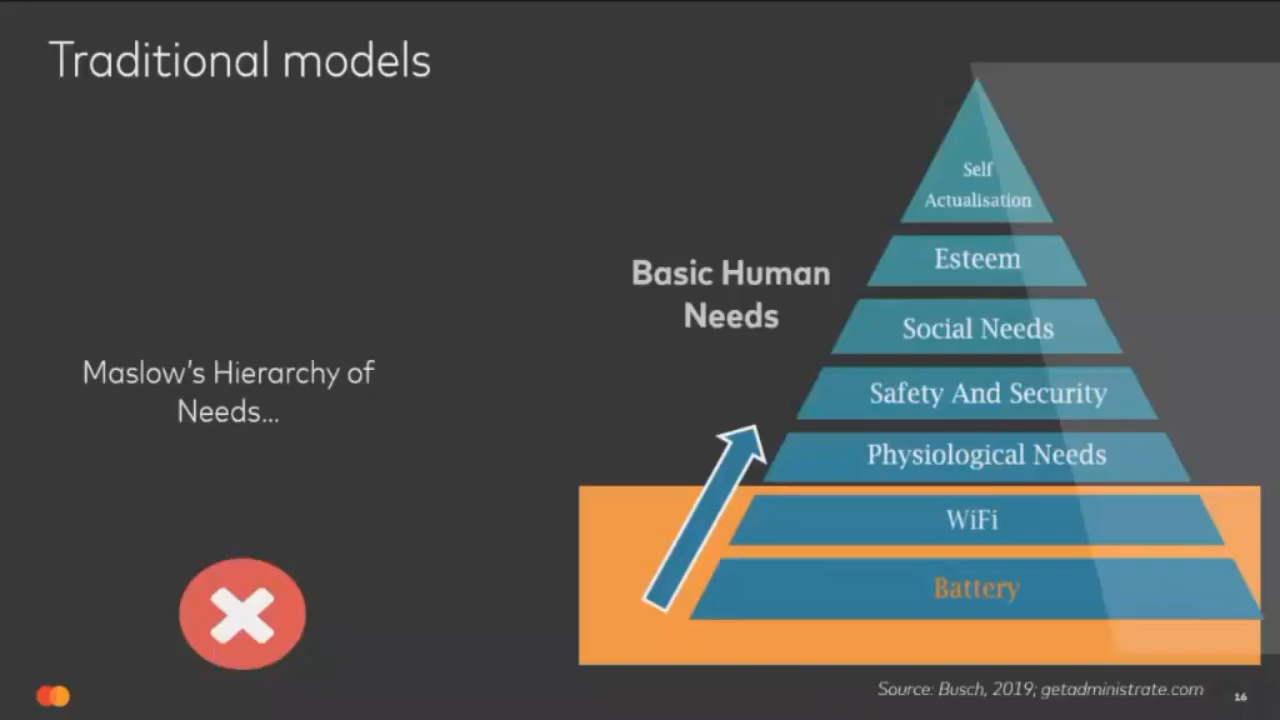 Traditional models
Self
Actualisation
Esteem
Basic Human
Needs
Social Needs
Maslow's Hierarchy of
Needs...
Safety And Security
Physiological Needs
WiFi
Battery
Source: Busch, 2019; getadministrate.com
16